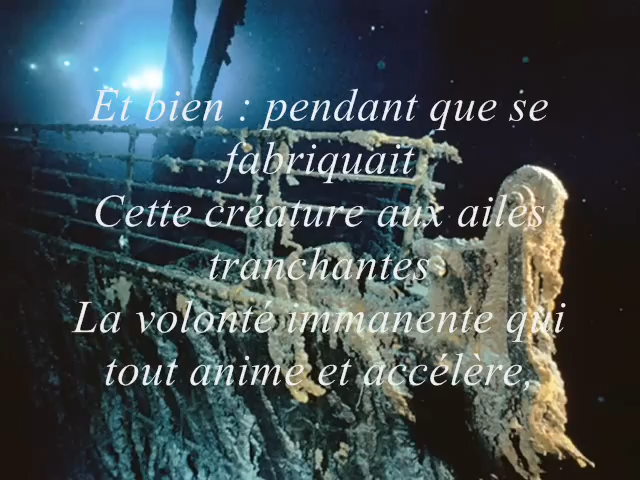 Et bien : pendant que se
fabriquait
Cette créature aux ailes
tranchantes
La volonté immanente qui
tout anime et accélère,